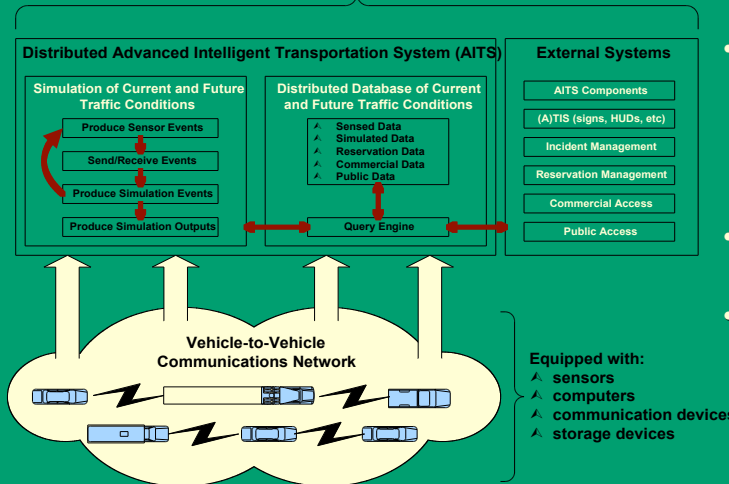 Distributed Advanced Intelligent Transportation System (AITS)
Simulation of Current and Future
Traffic Conditions
Produce Sensor Events
Send/Receive Events
Produce Simulation Events
Produce Simulation Outputs
Distributed Database of Current
and Future Traffic Conditions
Sensed Data
Simulated Data
Reservation Data
Commercial Data
Public Data
Query Engine
External Systems
AITS Components
(A)TIS (signs, HUDs, etc)
Incident Management
Reservation Management
Commercial Access
Public Access
Vehicle-to-Vehicle
Communications Network
Equipped with:
sensors
computers
communication devices
storage devices